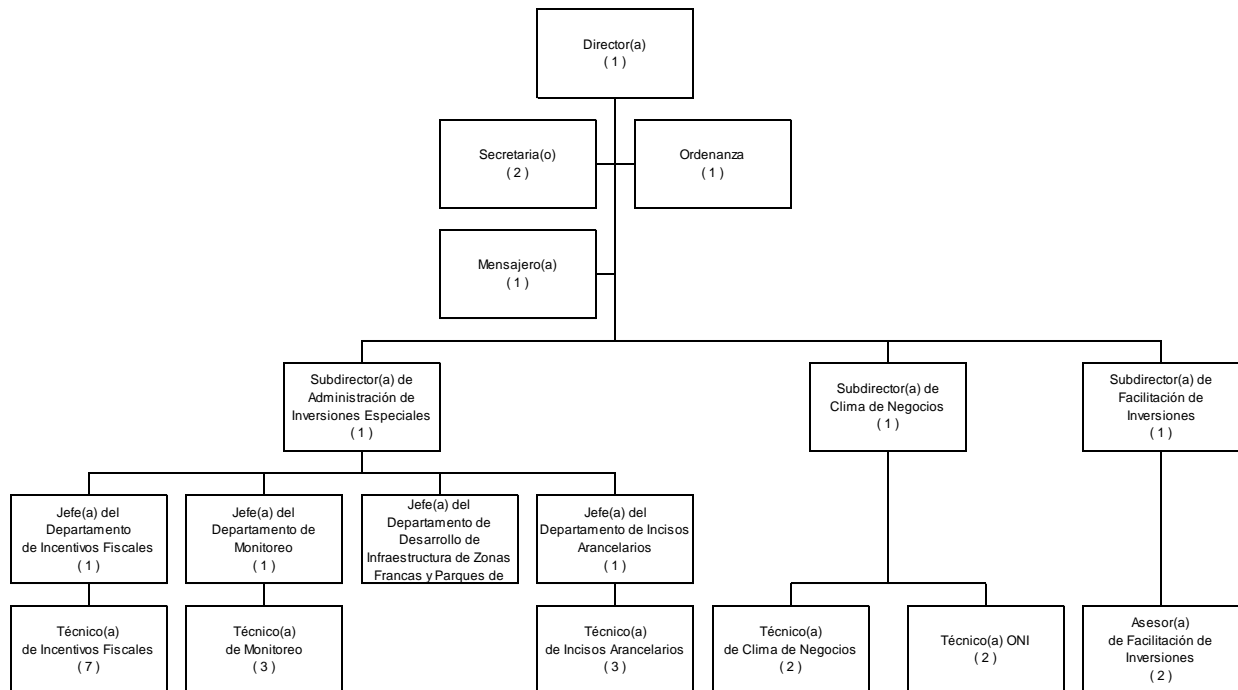 Director(a)
( 1 )
Secretaria(o)
( 2 )
Ordenanza
( 1 )
Mensajero(a)
( 1 )
Subdirector(a) de
Administración de
Inversiones Especiales
( 1 )
Subdirector(a) de
Clima de Negocios
( 1 )
Subdirector(a) de
Facilitación de
Inversiones
( 1 )
Jefe(a) del
Departamento
de Incentivos Fiscales
( 1 )
Jefe(a) del
Departamento de
Monitoreo
( 1 )
Jefe(a) del
Departamento de
Desarrollo de
Infraestructura de Zonas
Francas y Parques de
Jefe(a) del
Departamento de Incisos
Arancelarios
( 1 )
Técnico(a)
de Incentivos Fiscales
( 7 )
Técnico(a)
de Monitoreo
( 3 )
Técnico(a)
de Incisos Arancelarios
( 3 )
Técnico(a)
de Clima de Negocios
( 2 )
Técnico(a) ONI
( 2 )
Asesor(a)
de Facilitación de
Inversiones
( 2 )